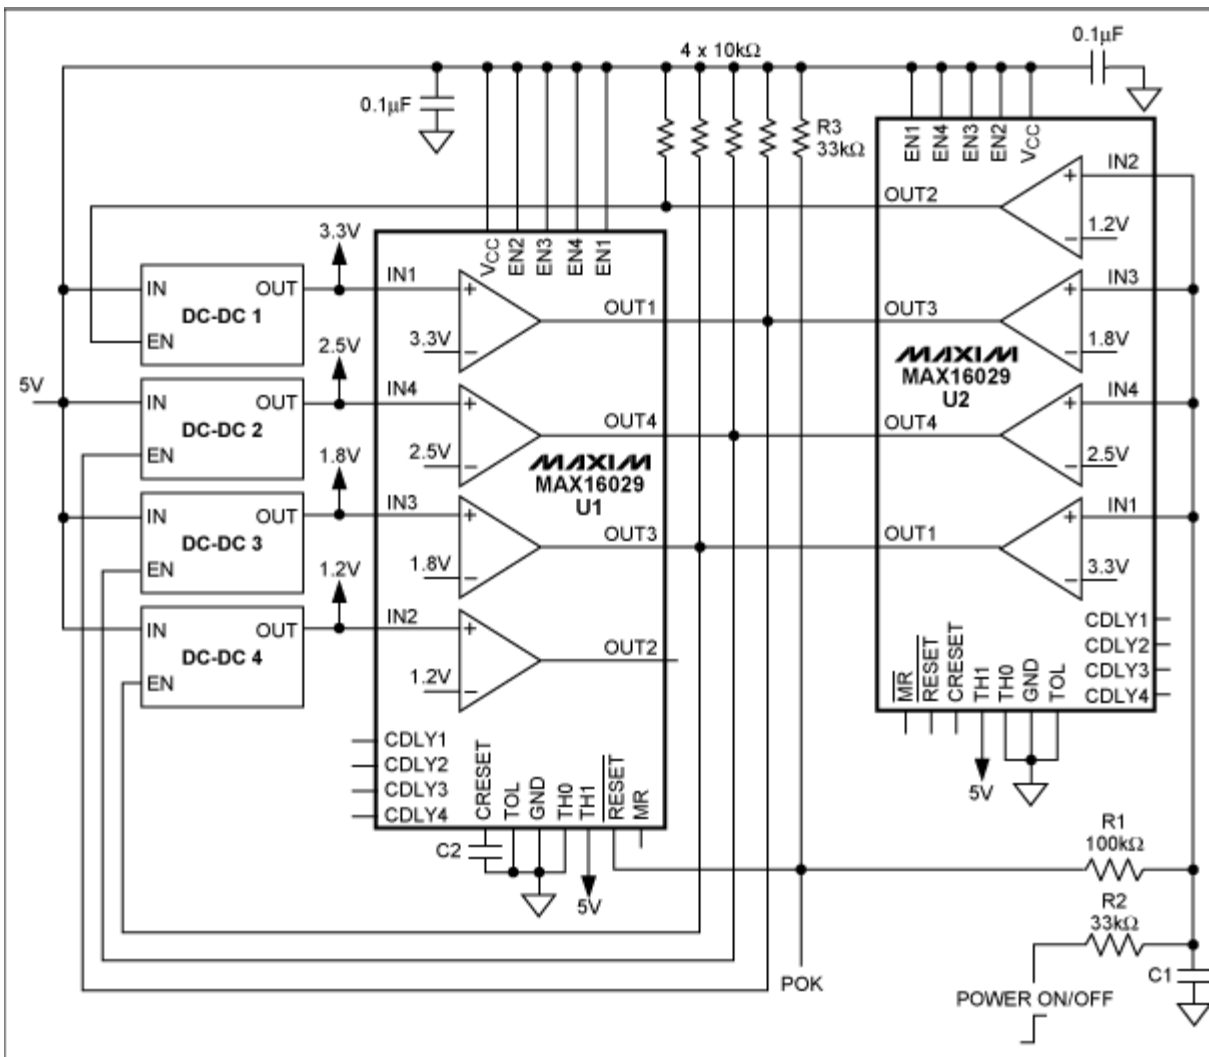 0.1µF
4 x 10kΩ
0.1µF
R3
33kΩ
EN1
EN4
EN3
EN2
VCC
IN2
OUT2
1.2V
3.3V
VCC
EN2
EN3
EN4
EN1
IN
OUT
DC-DC 1
EN
IN1
3.3V
OUT1
OUT3
IN3
1.8V
2.5V
5V
IN
OUT
DC-DC 2
EN
IN4
2.5V
OUT4
MAXIM
MAX16029
U2
OUT4
IN4
2.5V
1.8V
MAXIM
MAX16029
U1
IN
OUT
DC-DC 3
EN
IN3
1.8V
OUT3
OUT1
IN1
3.3V
1.2V
IN
OUT
DC-DC 4
EN
IN2
1.2V
OUT2
CDLY1
CDLY2
CDLY3
CDLY4
MR
RESET
CRESET
TH1
TH0
GND
TOL
5V
CDLY1
CDLY2
CDLY3
CDLY4
CRESET
TOL
GND
TH0
TH1
RESET
MR
C2
5V
R1
100kΩ
R2
33kΩ
POK
C1
POWER ON/OFF